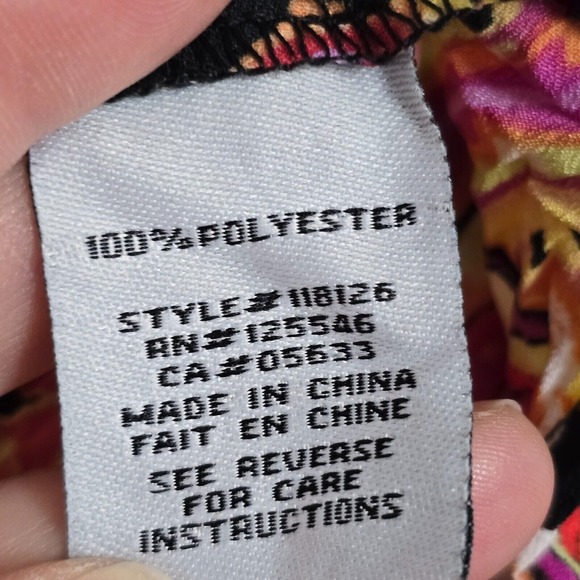 100% POLYESTER
STYLE# 118126
RN# 125546
CA# 05633
MADE IN CHINA
FAIT EN CHINE
SEE REVERSE
FOR CARE
INSTRUCTIONS